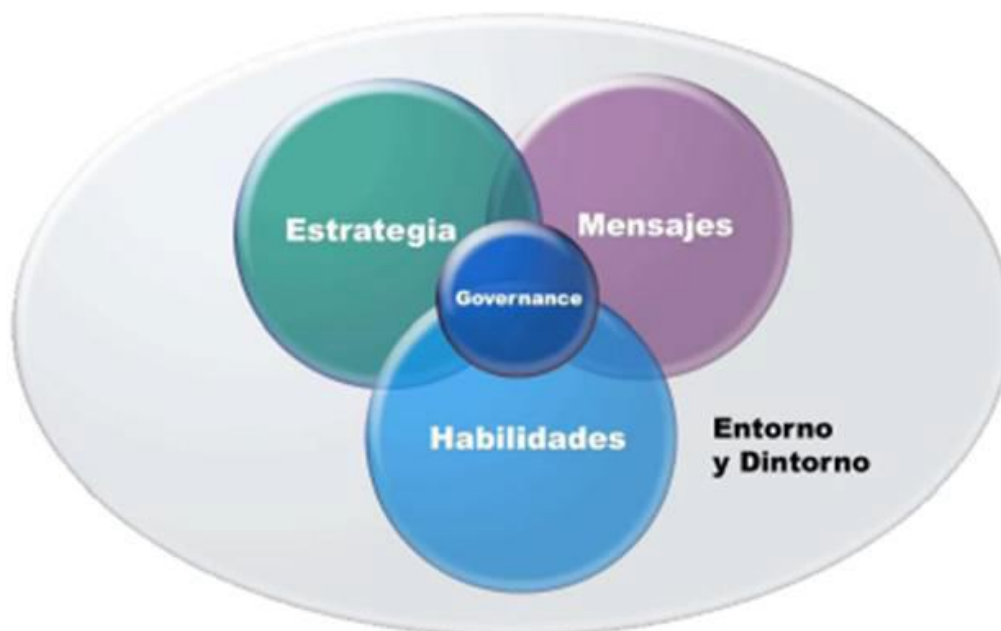 Estrategia
Mensajes
Governance
Habilidades
Entorno
y Dintorno